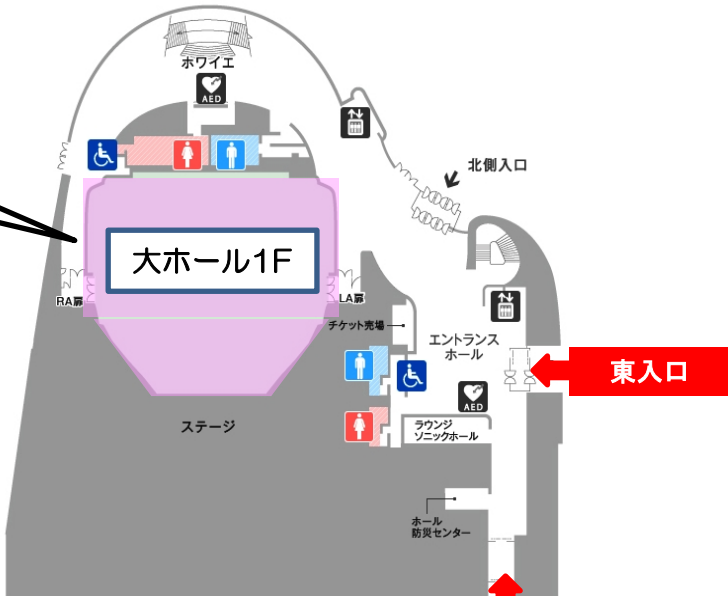 ホワイエ
AED
北側入口
大ホール1F
RA扉
LA扉
チケット売場
エントランス
ホール
東入口
AED
ラウンジ
ソニックホール
ステージ
ホール
防災センター